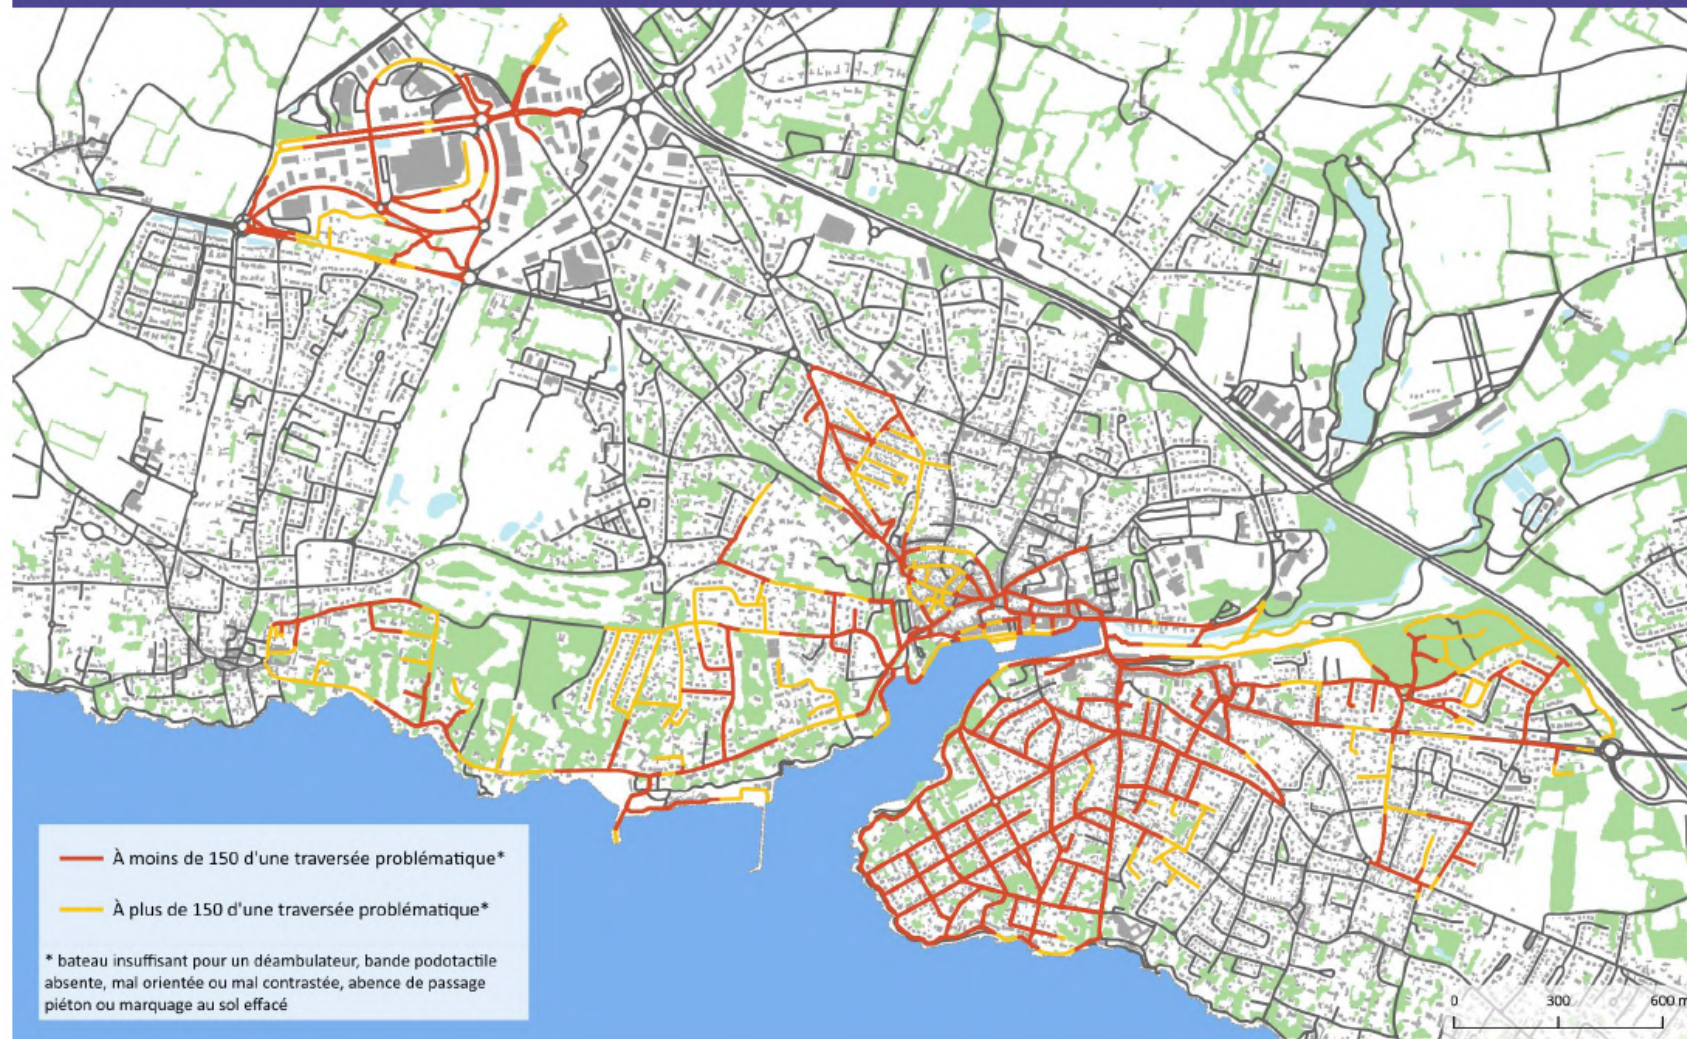 À moins de 150 d'une traversée problématique*
À plus de 150 d'une traversée problématique*
* bateau insuffisant pour un déambulateur, bande podotactile
absente, mal orientée ou mal contrastée, abence de passage
piéton ou marquage au sol effacé
0 300 600 m